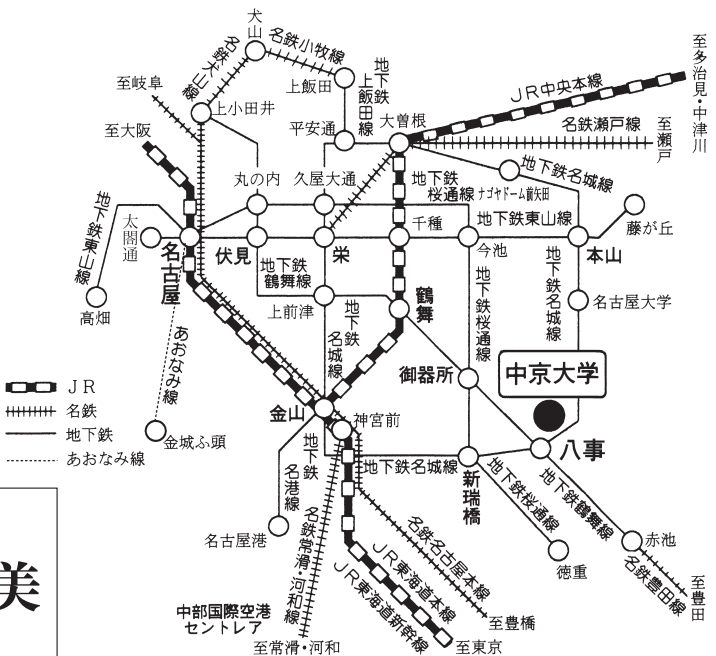 犬山
名鉄小牧線
名鉄犬山線
上飯田
地下鉄上飯田線
至岐阜
上小田井
至大阪
平安通
大曽根
JR中央本線
至多治見・中津川
名鉄瀬戸線
至瀬戸
地下鉄名城線
ナゴヤドーム前矢田
丸の内
久屋大通
地下鉄桜通線
地下鉄東山線
太閤通
名古屋
伏見
栄
千種
今池
本山
藤が丘
地下鉄東山線
高畑
地下鉄鶴舞線
上前津
地下鉄名城線
鶴舞
地下鉄桜通線
地下鉄名城線
名古屋大学
あおなみ線
金城ふ頭
御器所
中京大学
八事
金山
神宮前
地下鉄名港線
地下鉄名城線
新瑞橋
名古屋港
地下鉄桜通線
徳重
地下鉄鶴舞線
赤池
名鉄豊田線
至豊田
名鉄常滑・河和線
名鉄名古屋本線
至豊橋
JR東海道本線
JR東海道新幹線
至東京
中部国際空港
セントレア
至常滑・河和
JR
名鉄
地下鉄
あおなみ線
美